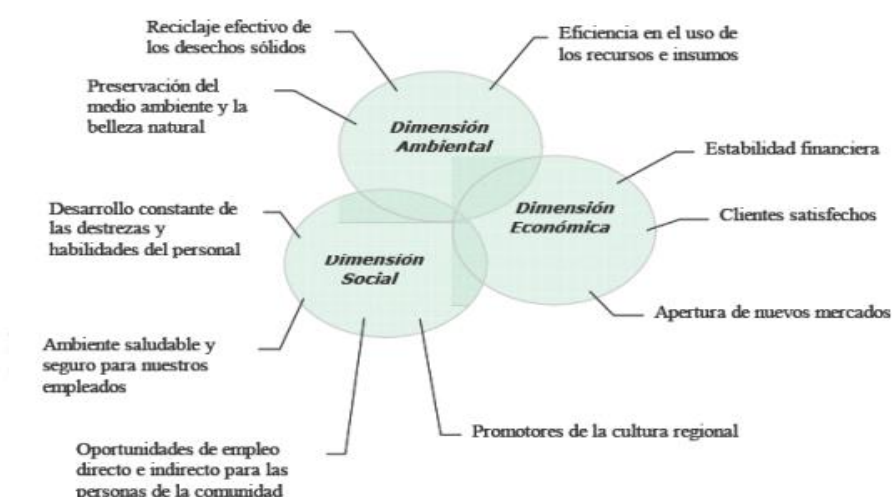 Reciclaje efectivo de
los desechos sólidos
Eficiencia en el uso de
los recursos e insumos
Preservación del
medio ambiente y la
belleza natural
Dimensión
Ambiental
Estabilidad financiera
Desarrollo constante de
las destrezas y
habilidades del personal
Dimensión
Económica
Clientes satisfechos
Dimensión
Social
Apertura de nuevos mercados
Ambiente saludable y
seguro para nuestros
empleados
Promotores de la cultura regional
Oportunidades de empleo
directo e indirecto para las
personas de la comunidad